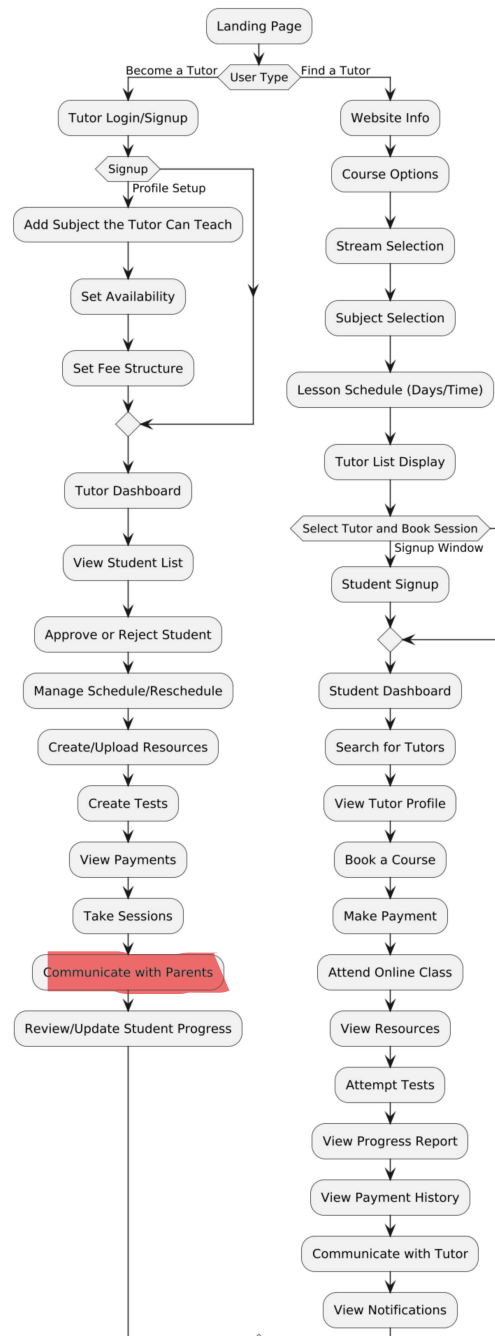 Landing Page
User Type
Become a Tutor
Find a Tutor
Tutor Login/Signup
Signup
Profile Setup
Add Subject the Tutor Can Teach
Set Availability
Set Fee Structure
Tutor Dashboard
View Student List
Approve or Reject Student
Manage Schedule/Reschedule
Create/Upload Resources
Create Tests
View Payments
Take Sessions
Communicate with Parents
Review/Update Student Progress
Website Info
Course Options
Stream Selection
Subject Selection
Lesson Schedule (Days/Time)
Tutor List Display
Select Tutor and Book Session
Signup Window
Student Signup
Student Dashboard
Search for Tutors
View Tutor Profile
Book a Course
Make Payment
Attend Online Class
View Resources
Attempt Tests
View Progress Report
View Payment History
Communicate with Tutor
View Notifications